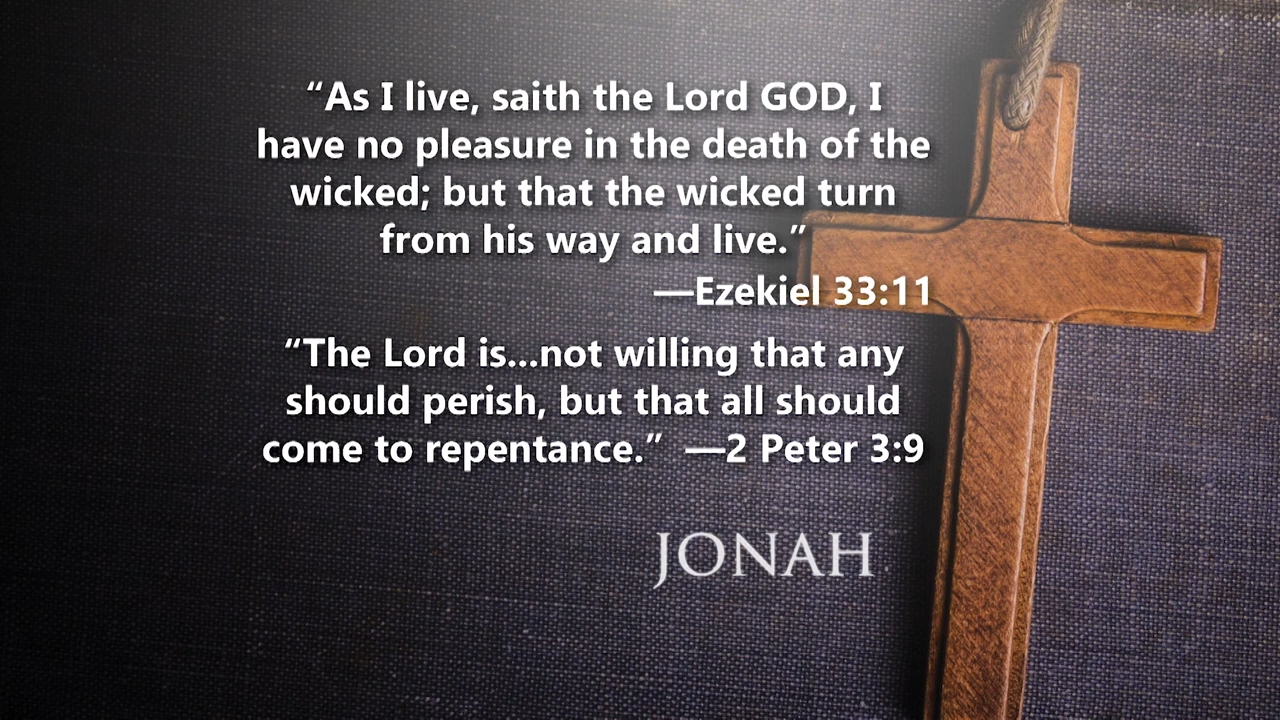 “As I live, saith the Lord GOD, I
have no pleasure in the death of the
wicked; but that the wicked turn
from his way and live.”
—Ezekiel 33:11
“The Lord is...not willing that any
should perish, but that all should
come to repentance.” —2 Peter 3:9
JONAH